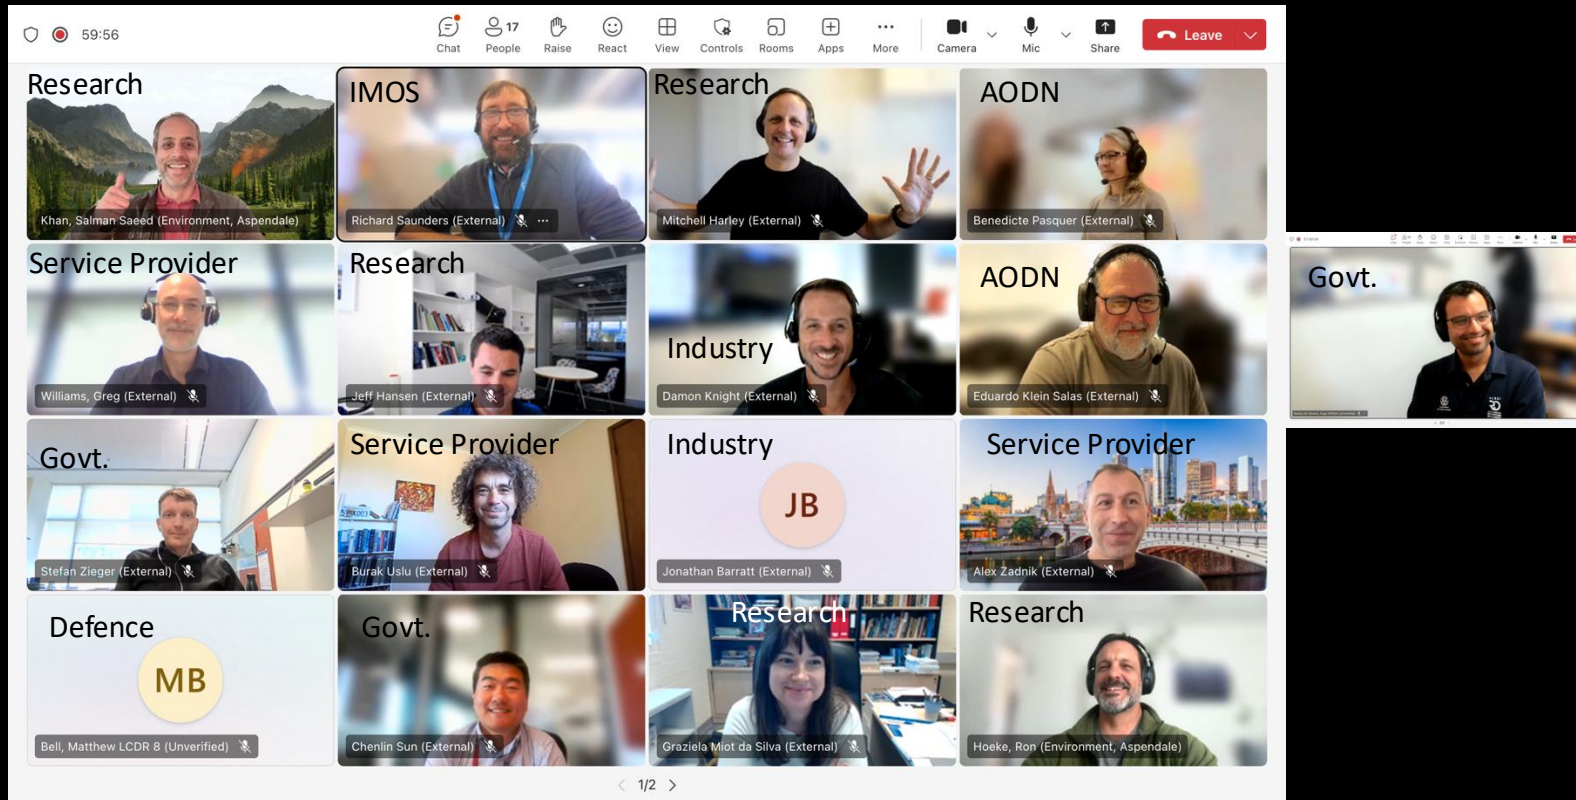 59:56
17
Chat People Raise React View Controls Rooms Apps More Camera Mic Share Leave
Research
Khan, Salman Saeed (Environment, Aspendale)
IMOS
Richard Saunders (External)
Research
Mitchell Harley (External)
AODN
Benedicte Pasquer (External)
Service Provider
Williams, Greg (External)
Research
Jeff Hansen (External)
Industry
Damon Knight (External)
AODN
Eduardo Klein Salas (External)
Govt.
Govt.
Stefan Zieger (External)
Service Provider
Burak Uslu (External)
Industry
JB
Jonathan Barratt (External)
Service Provider
Alex Zadnik (External)
Defence
MB
Bell, Matthew LCDR 8 (Unverified)
Govt.
Chenlin Sun (External)
Research
Graziela Miot da Silva (External)
Research
Hoeke, Ron (Environment, Aspendale)
1/2